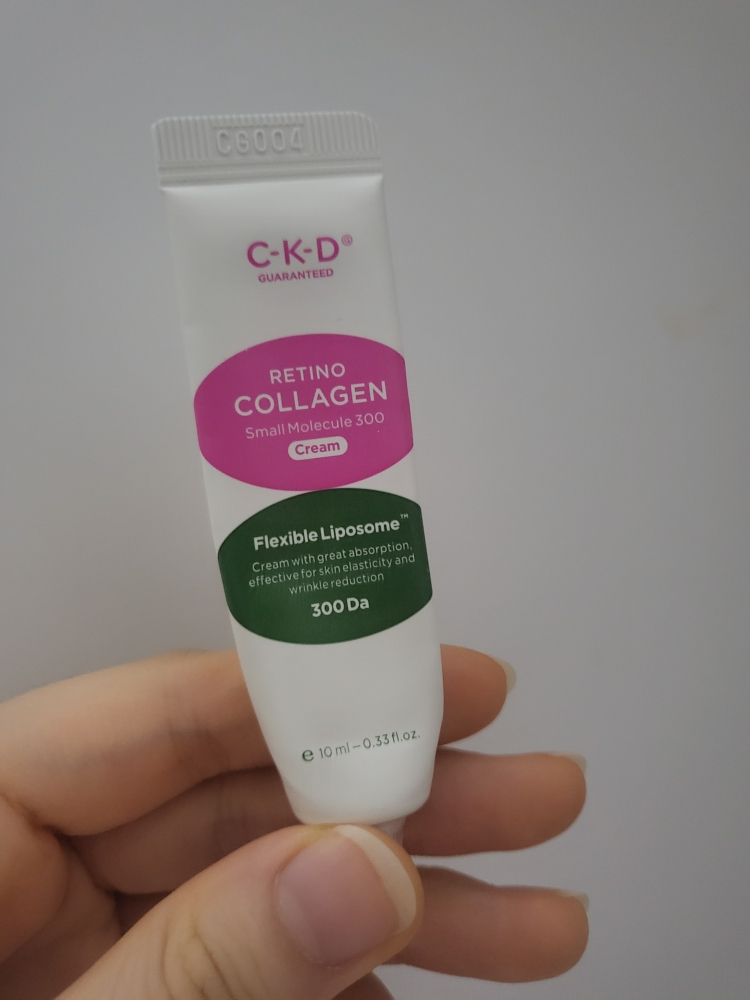 CG004
C-K-D®
GUARANTEED
RETINO
COLLAGEN
Small Molecule 300
Cream
Flexible Liposome™
Cream with great absorption,
effective for skin elasticity and
wrinkle reduction
300 Da
℮ 10 ml – 0.33 fl.oz.